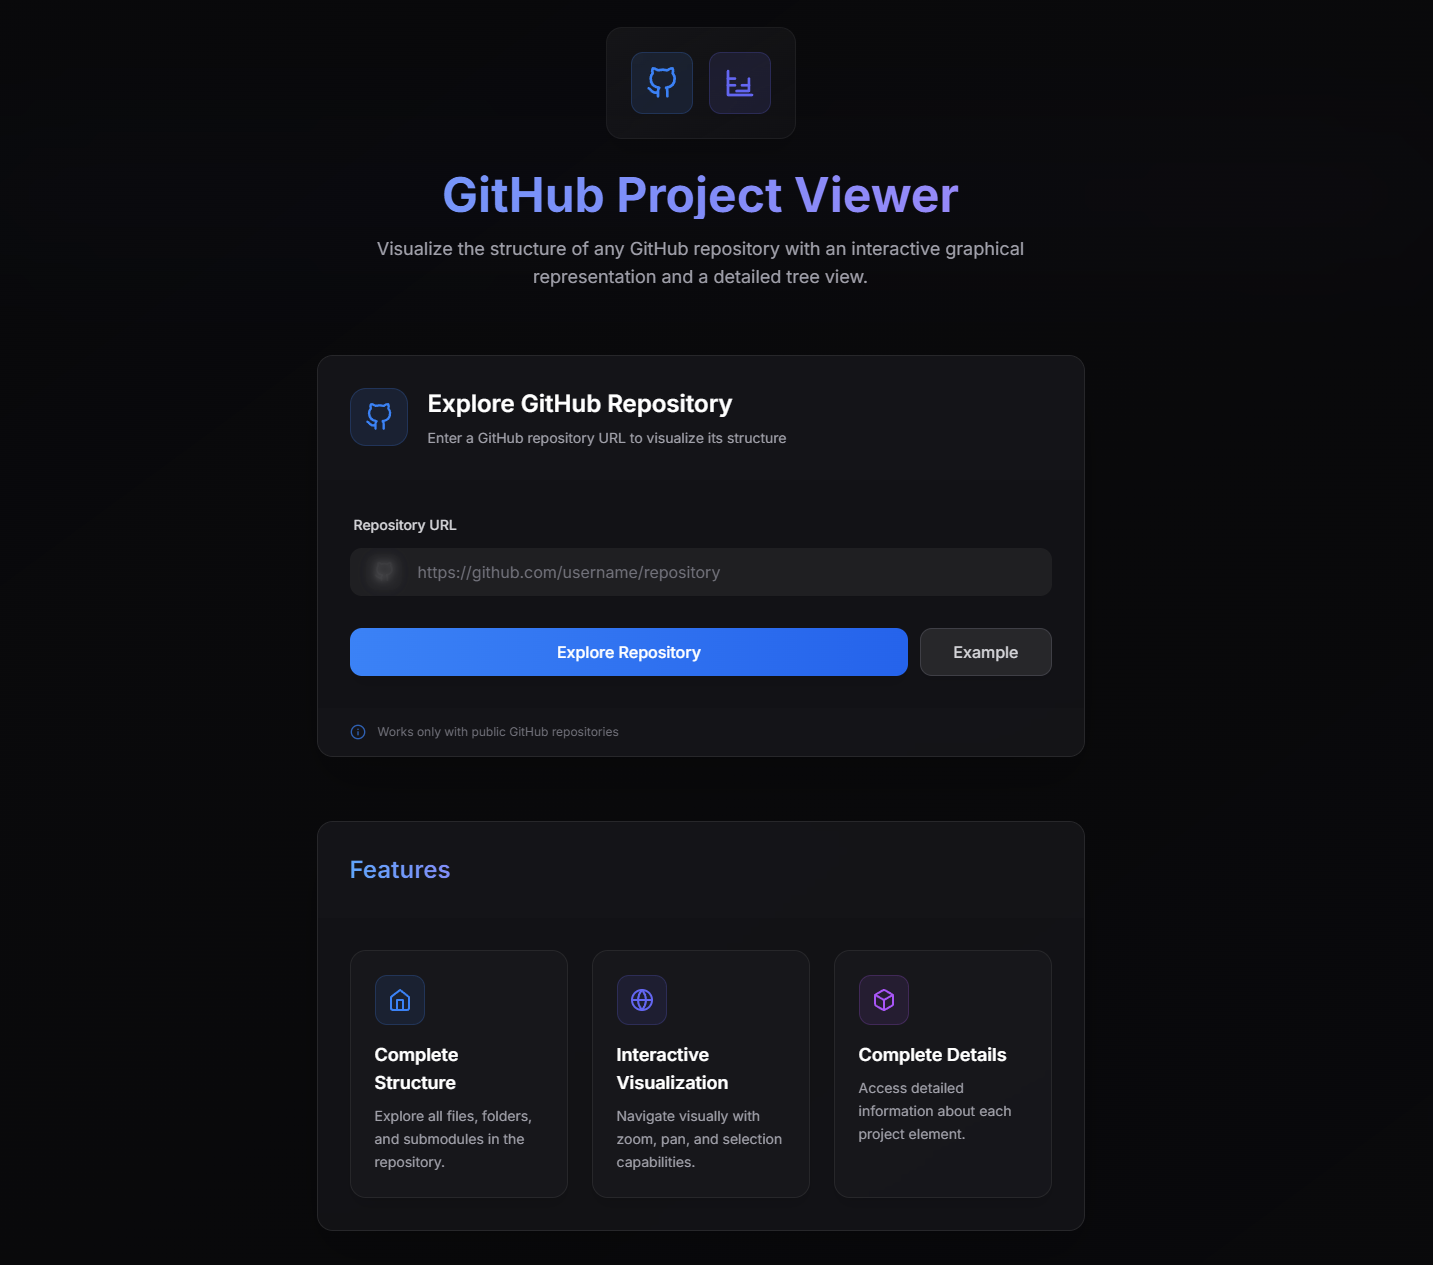 GitHub Project Viewer
Visualize the structure of any GitHub repository with an interactive graphical
representation and a detailed tree view.
Explore GitHub Repository
Enter a GitHub repository URL to visualize its structure
Repository URL
https://github.com/username/repository
Explore Repository
Example
Works only with public GitHub repositories
Features
Complete
Structure
Explore all files, folders,
and submodules in the
repository.
Interactive
Visualization
Navigate visually with
zoom, pan, and selection
capabilities.
Complete Details
Access detailed
information about each
project element.